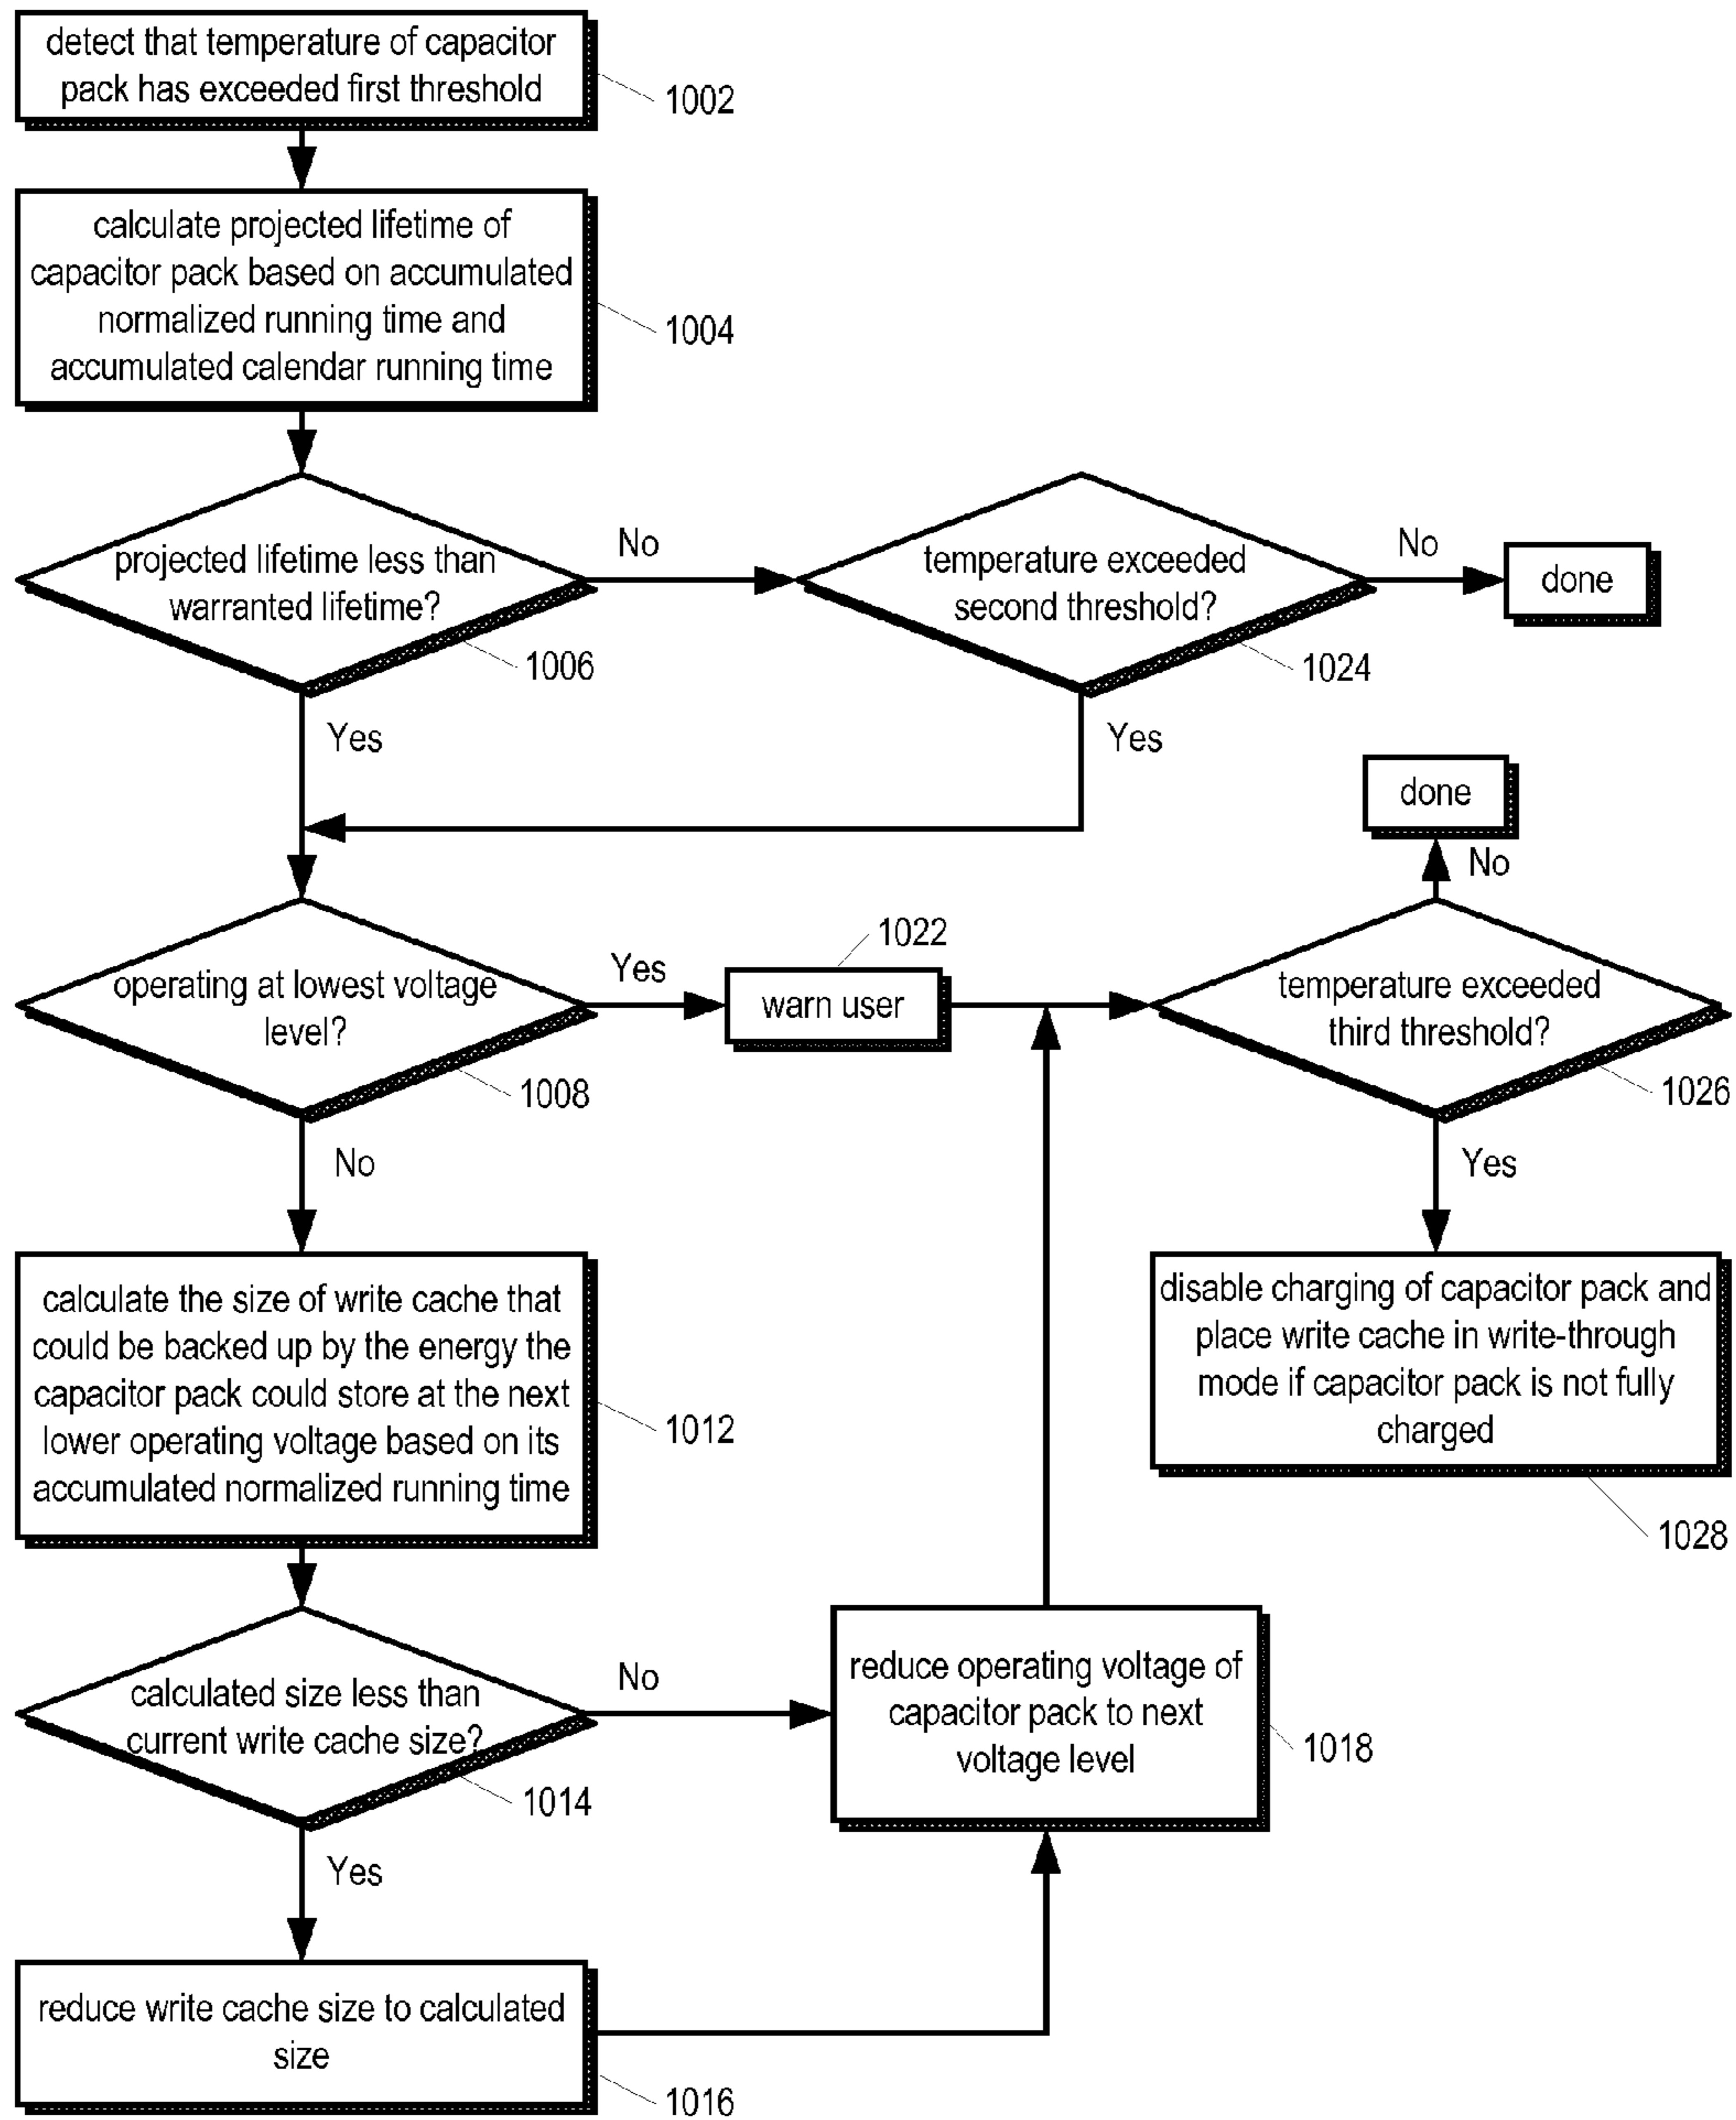 detect that temperature of capacitor
pack has exceeded first threshold
1002
calculate projected lifetime of
capacitor pack based on accumulated
normalized running time and
accumulated calendar running time
1004
projected lifetime less than
warranted lifetime?
1006
No
temperature exceeded
second threshold?
1024
No
done
Yes
Yes
done
No
operating at lowest voltage
level?
1008
Yes
1022
warn user
temperature exceeded
third threshold?
1026
No
Yes
calculate the size of write cache that
could be backed up by the energy the
capacitor pack could store at the next
lower operating voltage based on its
accumulated normalized running time
1012
disable charging of capacitor pack and
place write cache in write-through
mode if capacitor pack is not fully
charged
1028
calculated size less than
current write cache size?
1014
No
reduce operating voltage of
capacitor pack to next
voltage level
1018
Yes
reduce write cache size to calculated
size
1016